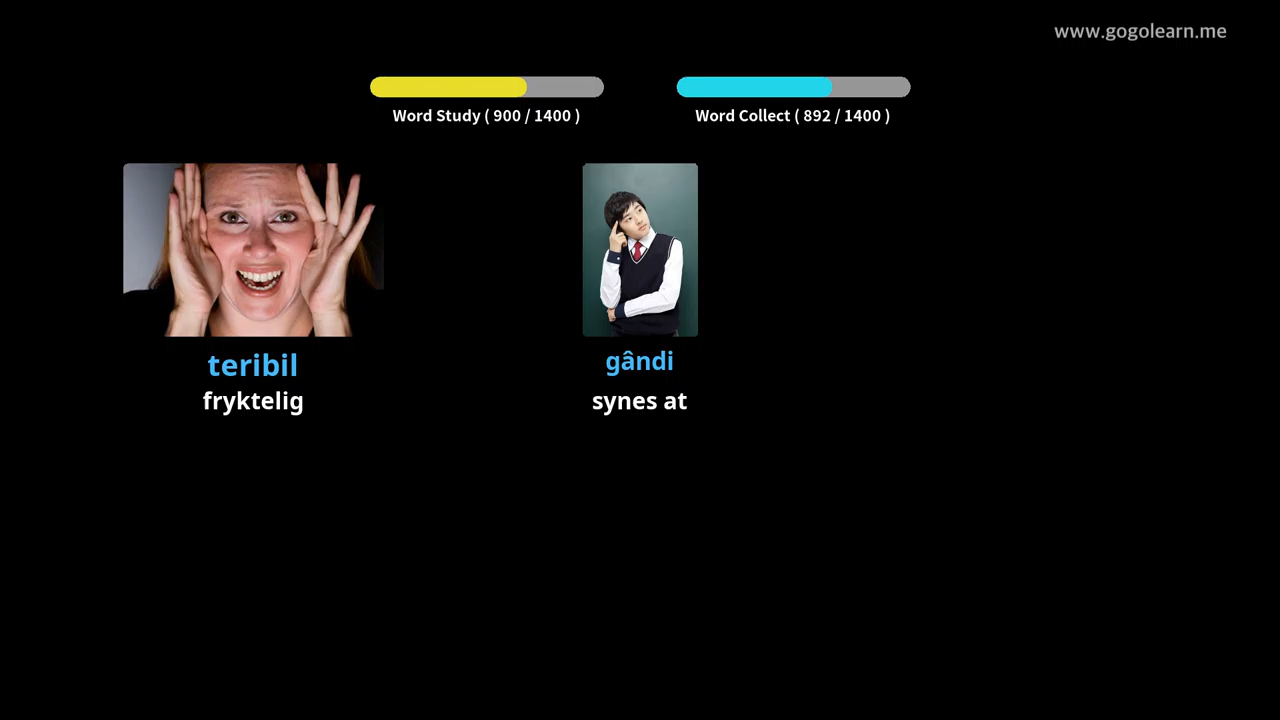 www.gogolearn.me
Word Study ( 900 / 1400 )
Word Collect ( 892 / 1400 )
teribil
fryktelig
gândi
synes at